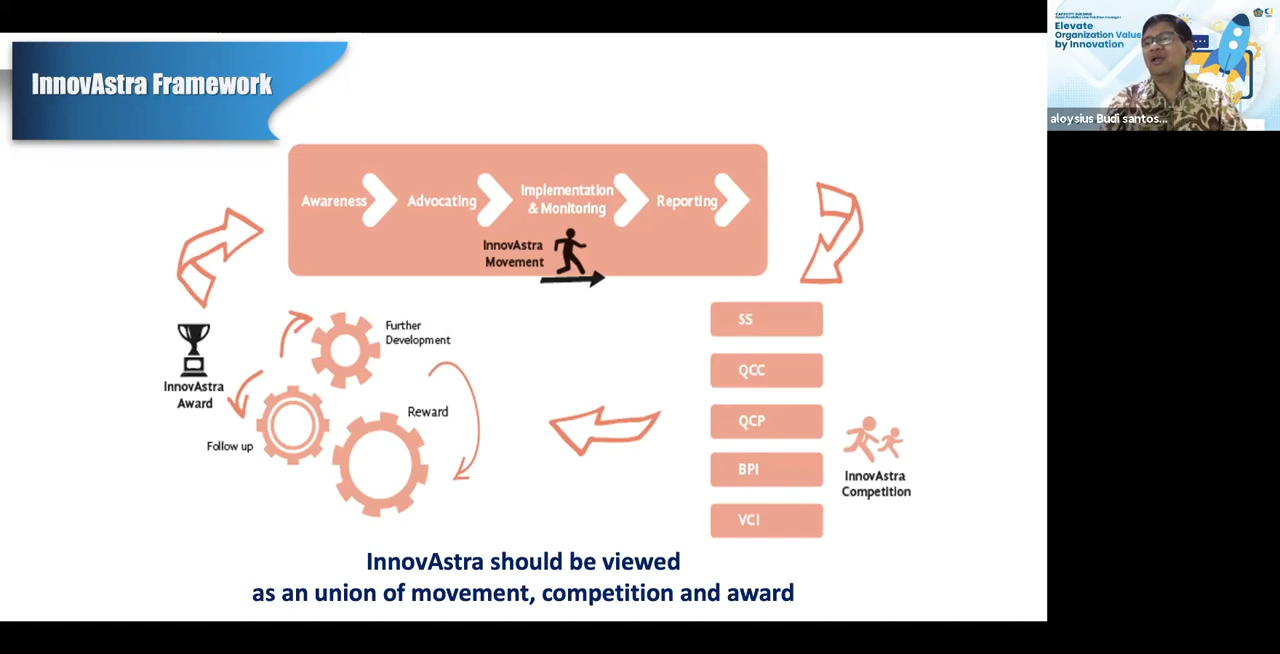 InnovAstra Framework
Awareness
Advocating
Implementation
& Monitoring
Reporting
InnovAstra
Movement
SS
QCC
QCP
BPI
VCI
InnovAstra
Competition
Further
Development
Reward
Follow up
InnovAstra
Award
InnovAstra should be viewed
as an union of movement, competition and award
CAPACITY BUILDING
Elevate
Organization Value
by Innovation
aloysius Budi santos...